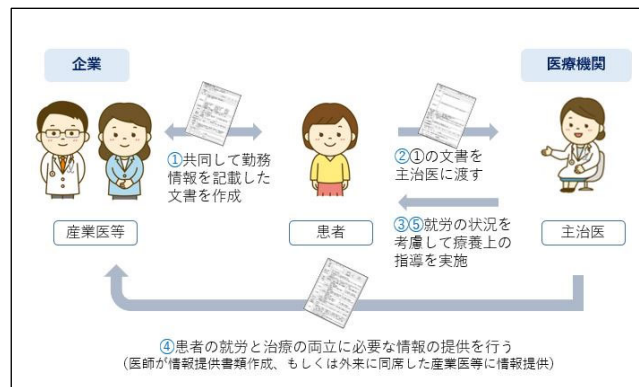 企業
医療機関
①共同して勤務
情報を記載した
文書を作成
②①の文書を
主治医に渡す
③⑤就労の状況を
考慮して療養上の
指導を実施
産業医等
患者
主治医
④患者の就労と治療の両立に必要な情報の提供を行う
(医師が情報提供書類作成、もしくは外来に同席した産業医等に情報提供)